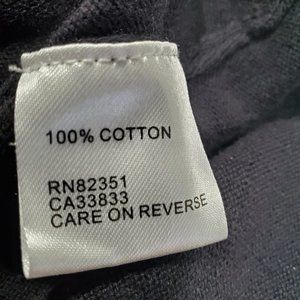 100% COTTON
RN82351
CA33833
CARE ON REVERSE